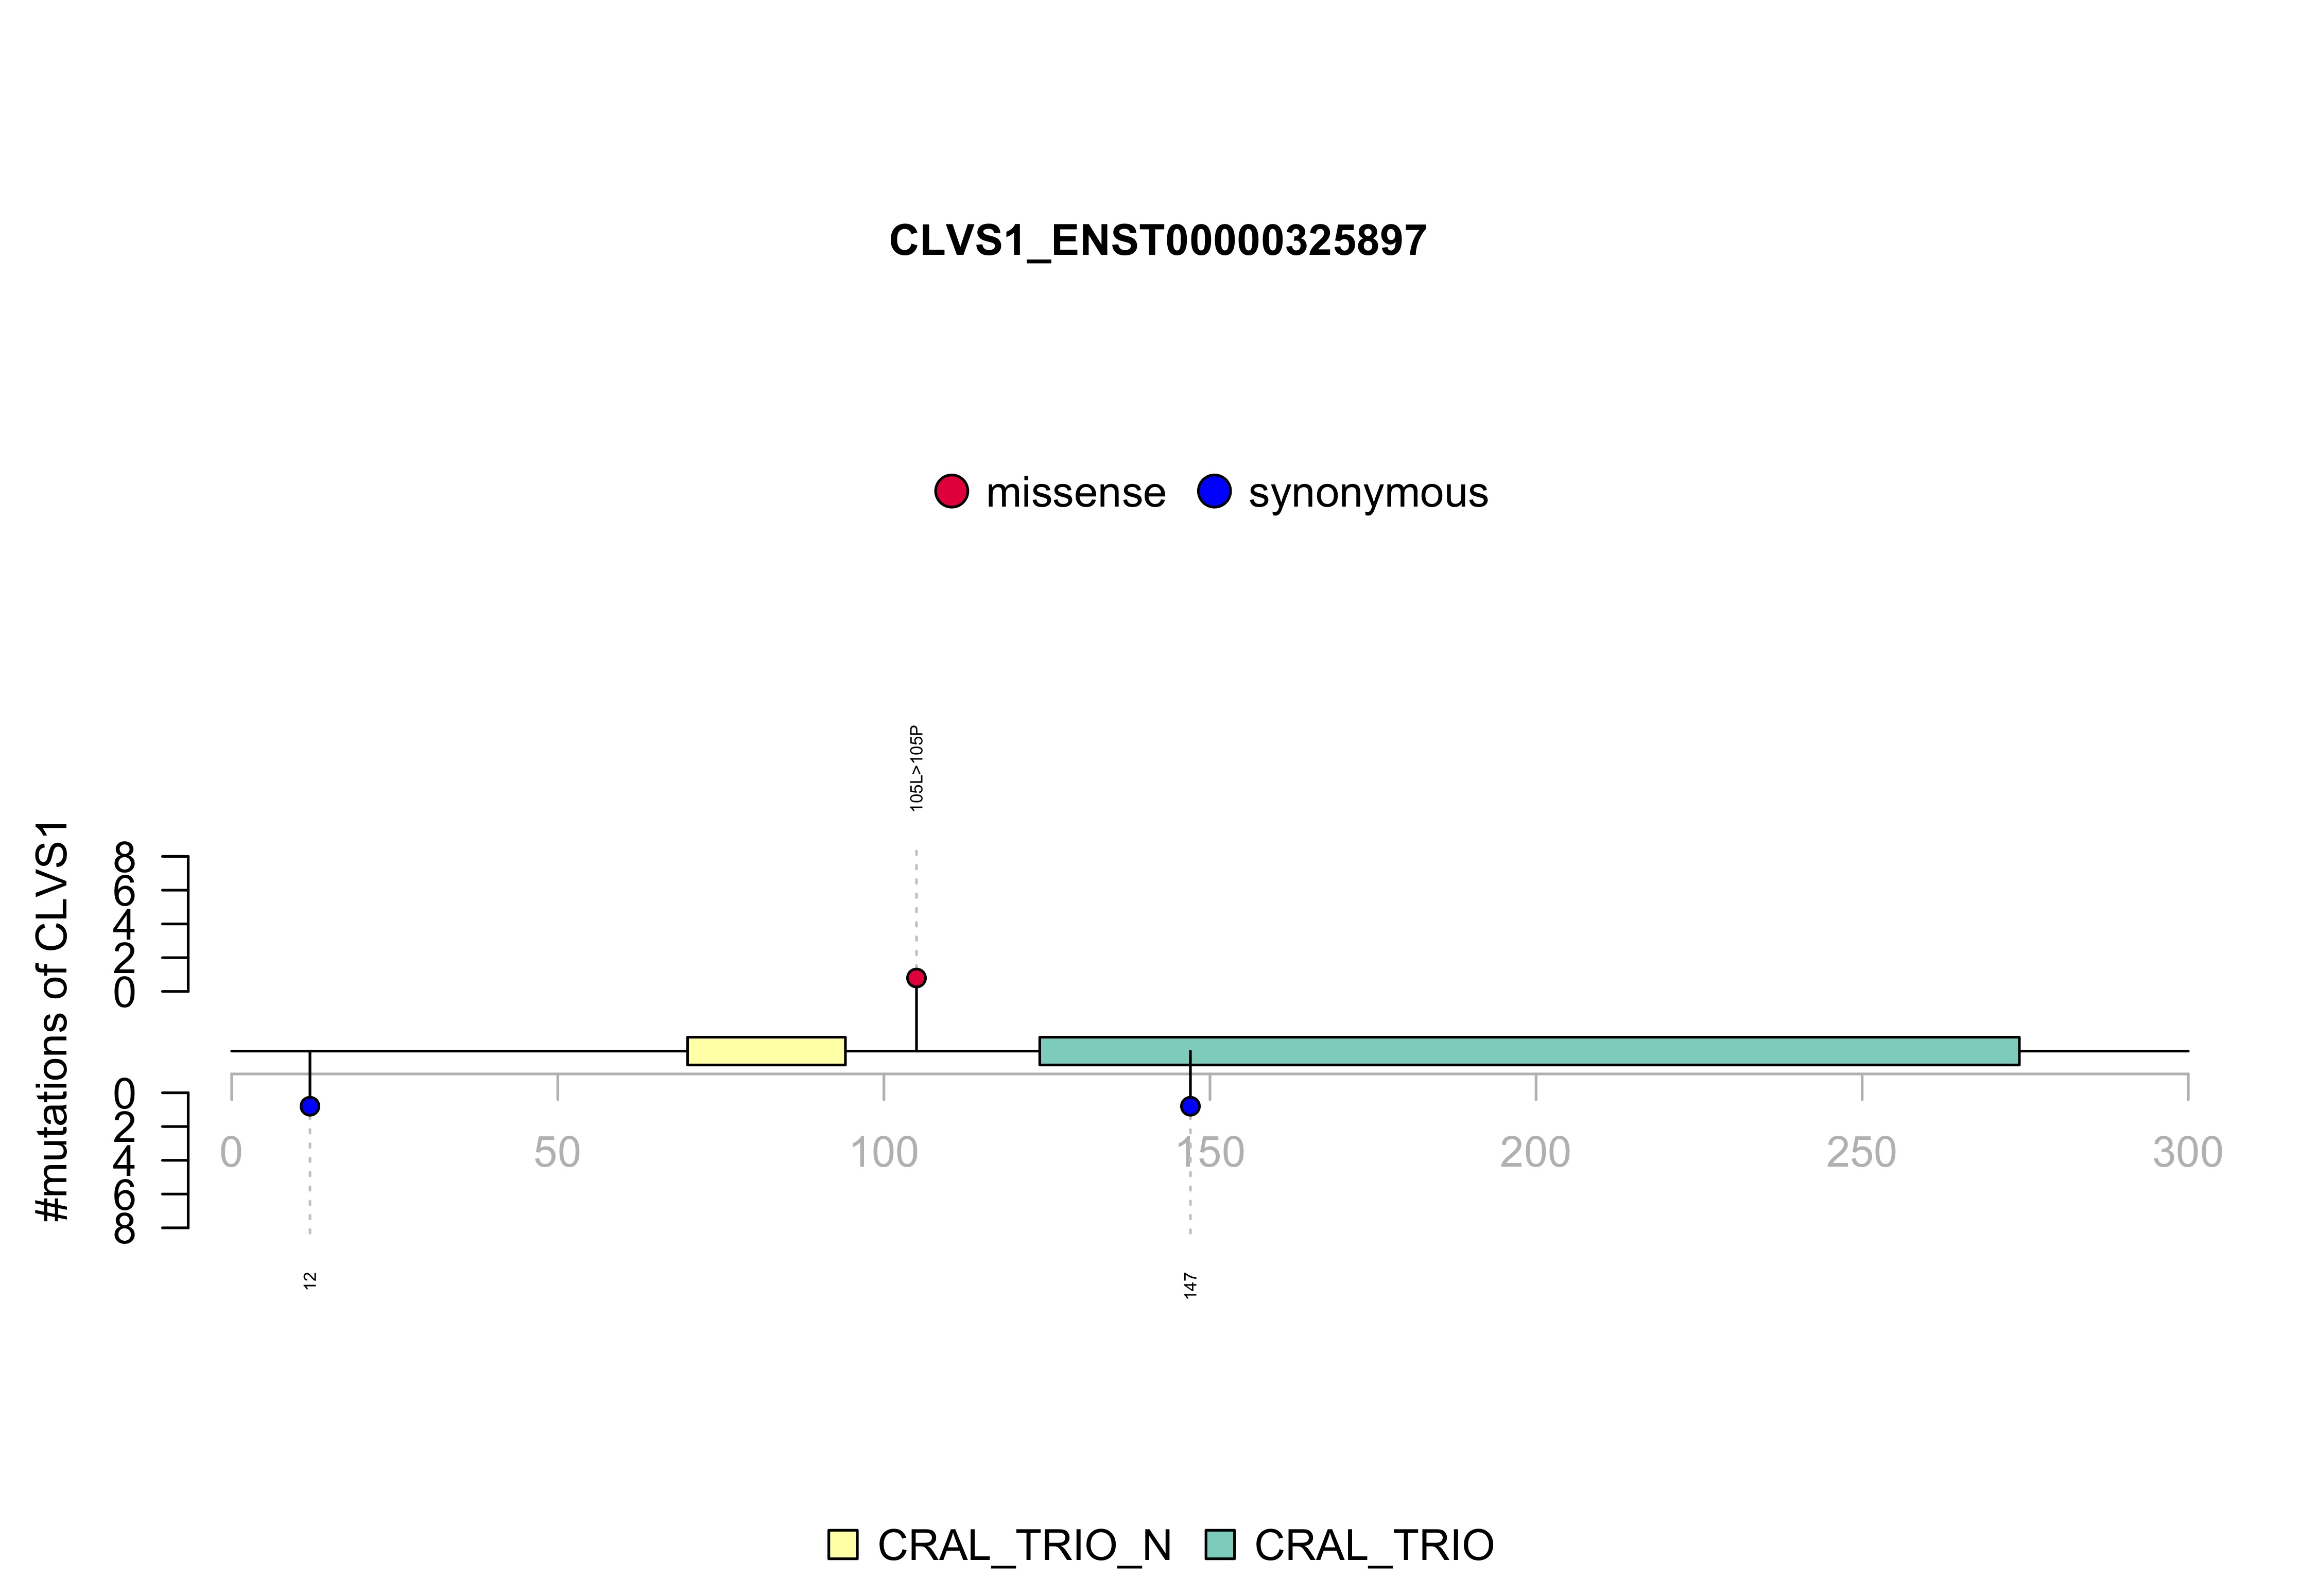 CLVS1_ENST00000325897
missense synonymous
105L>105P
#mutations of CLVS1
8
6
4
2
0
0
2
4
6
8
0 50 100 150 200 250 300
12 147
CRAL_TRIO_N CRAL_TRIO